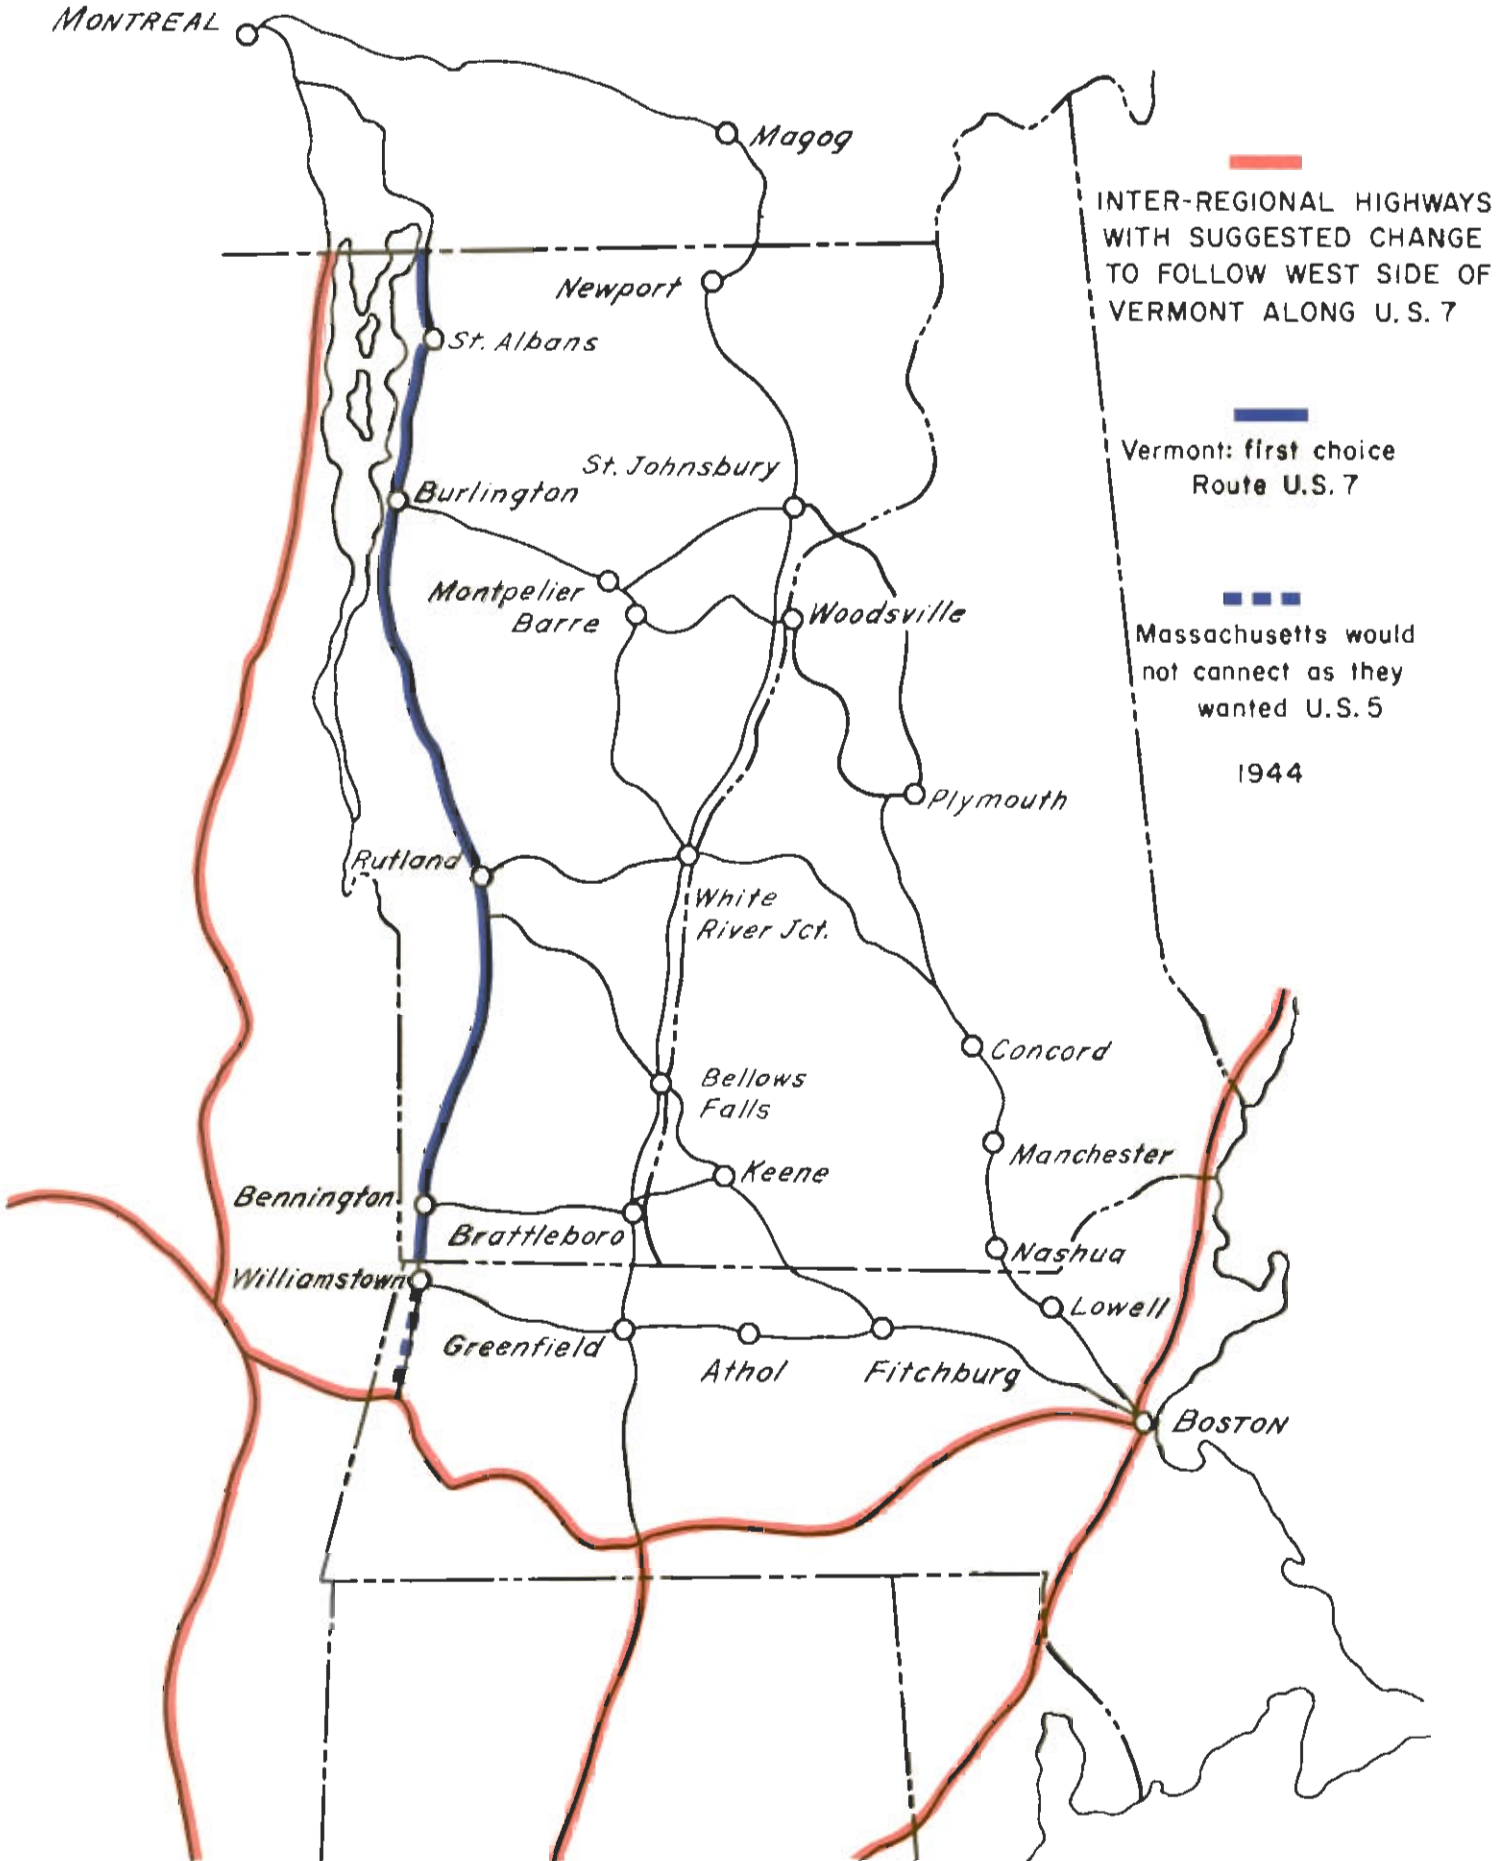 MONTREAL
Magog
INTER-REGIONAL HIGHWAYS
WITH SUGGESTED CHANGE
TO FOLLOW WEST SIDE OF
VERMONT ALONG U.S. 7
Newport
St. Albans
Vermont: first choice
Route U.S. 7
St. Johnsbury
Burlington
Montpelier
Barre
Woodsville
Massachusetts would
not cannect as they
wanted U.S. 5
1944
Plymouth
Rutland
White
River Jct.
Concord
Bellows
Falls
Manchester
Keene
Bennington
Brattleboro
Nashua
Williamstown
Lowell
Greenfield
Athol
Fitchburg
BOSTON